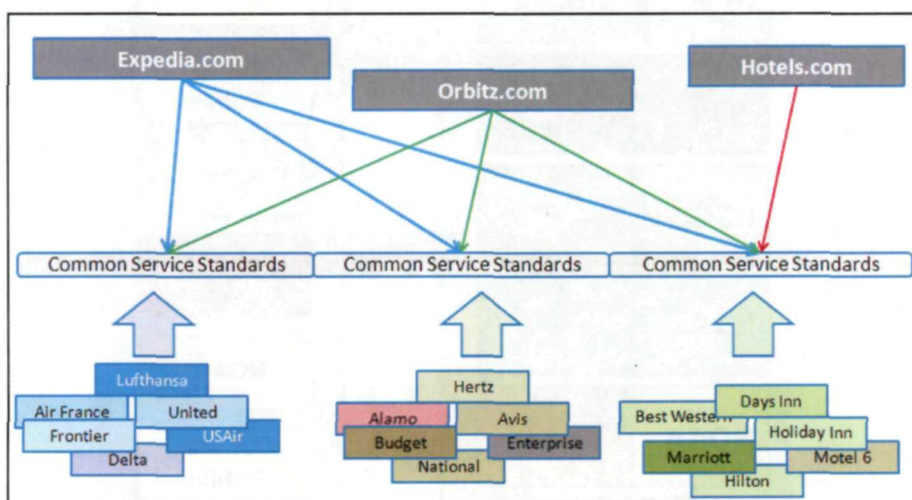 Expedia.com
Orbitz.com
Hotels.com
Common Service Standards
Common Service Standards
Common Service Standards
Lufthansa
Air France
United
Frontier
USAir
Delta
Hertz
Alamo
Avis
Budget
Enterprise
National
Days Inn
Best Western
Holiday Inn
Marriott
Motel 6
Hilton